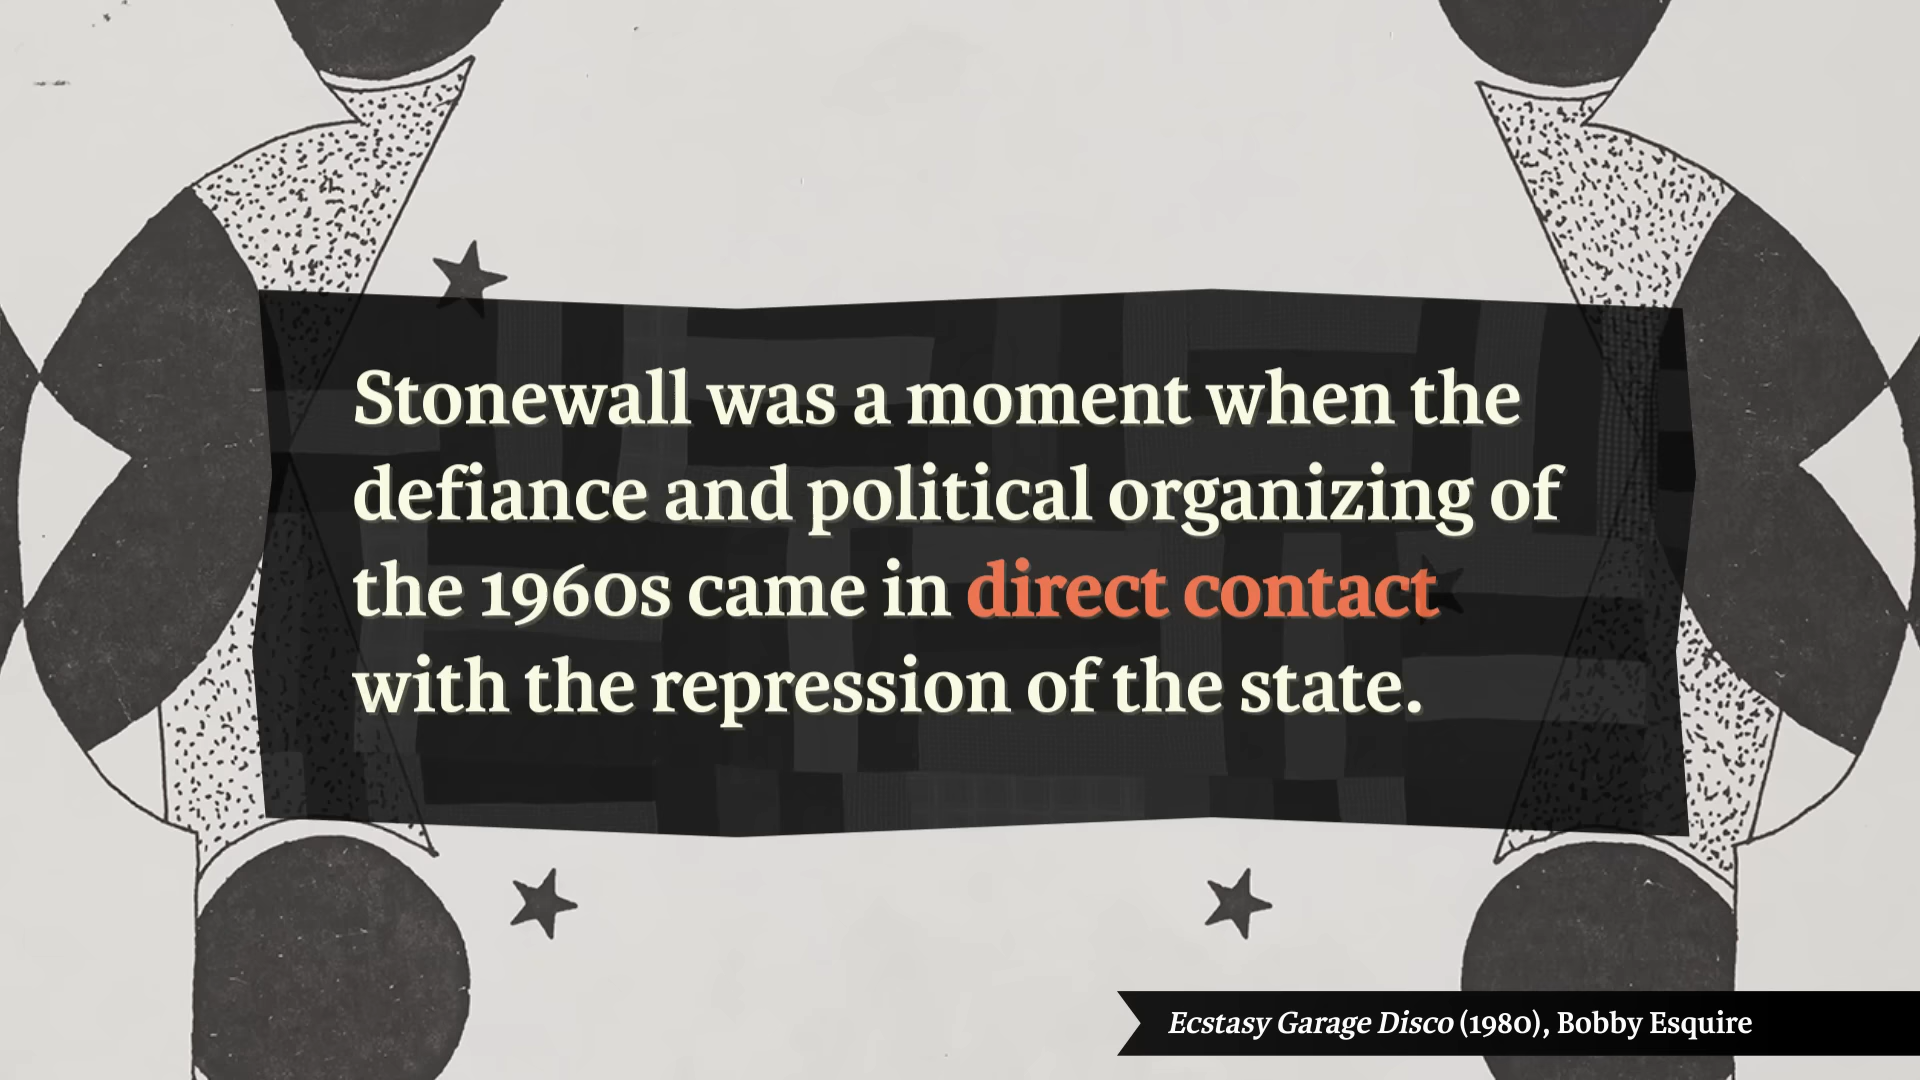 Stonewall was a moment when the
defiance and political organizing of
the 1960s came in direct contact
with the repression of the state.
Ecstasy Garage Disco (1980), Bobby Esquire